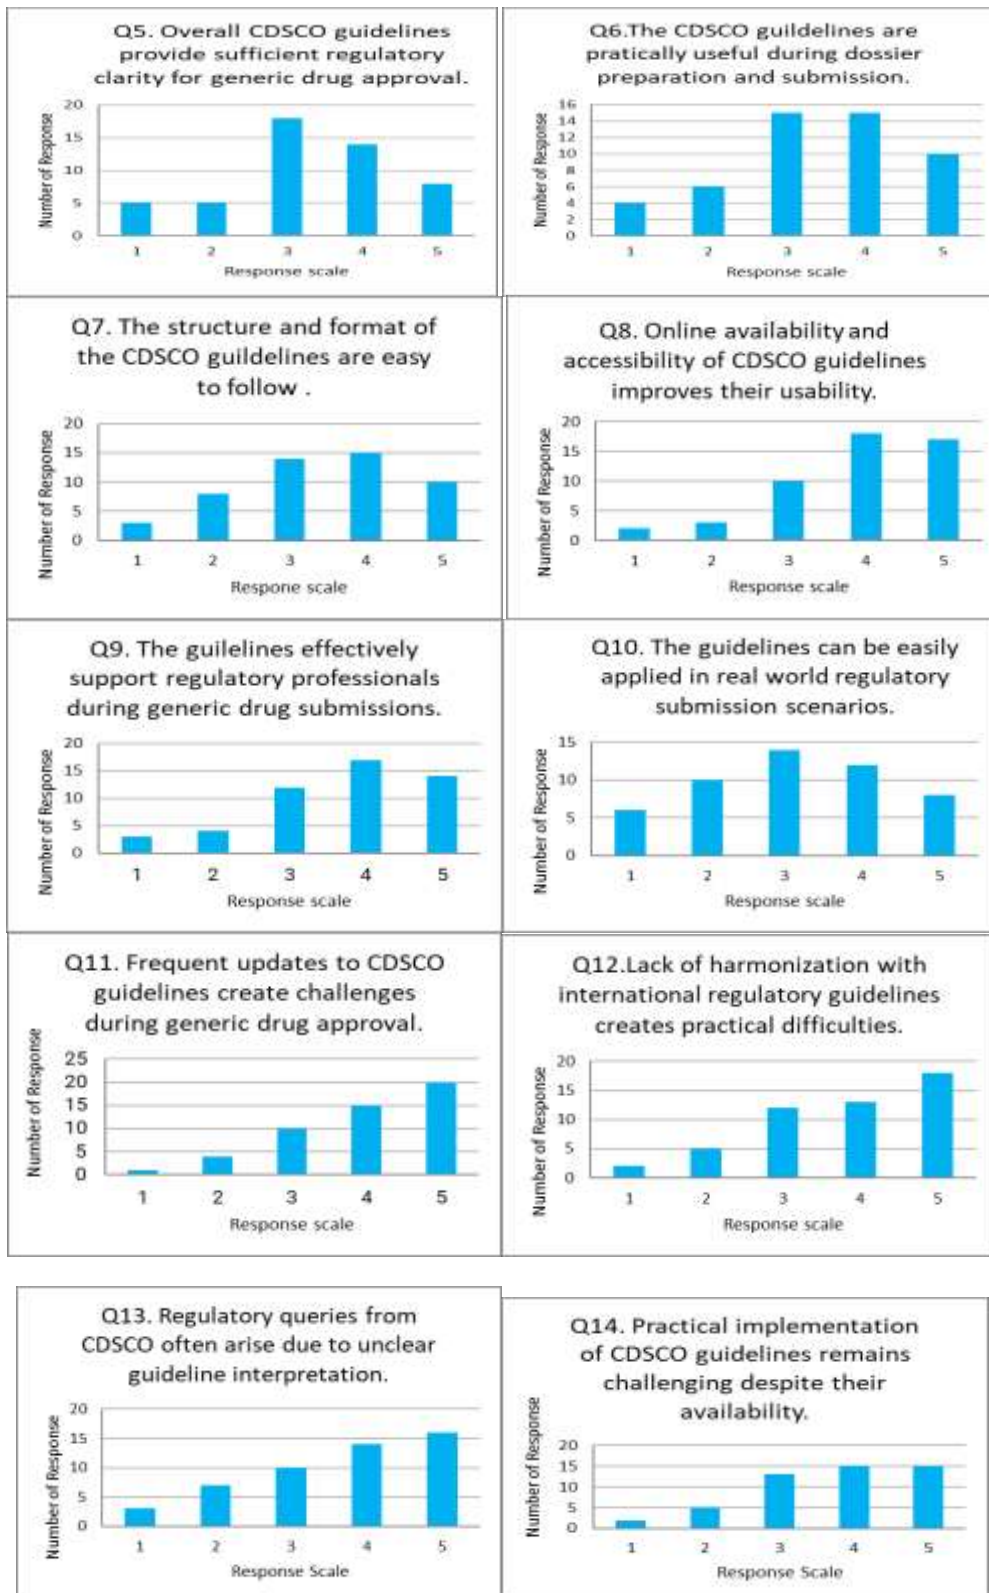 Q5. Overall CDSCO guidelines
provide sufficient regulatory
clarity for generic drug approval.
Number of Response
20
15
10
5
0
1 2 3 4 5
Response scale
Q6.The CDSCO guildelines are
pratically useful during dossier
preparation and submission.
Number of Response
16
14
12
10
8
6
4
2
0
1 2 3 4 5
Response scale
Q7. The structure and format of
the CDSCO guildelines are easy
to follow .
Number of Response
20
15
10
5
0
1 2 3 4 5
Respone scale
Q8. Online availability and
accessibility of CDSCO guidelines
improves their usability.
Number of Response
20
15
10
5
0
1 2 3 4 5
Response scale
Q9. The guilelines effectively
support regulatory professionals
during generic drug submissions.
Number of Response
20
15
10
5
0
1 2 3 4 5
Response scale
Q10. The guidelines can be easily
applied in real world regulatory
submission scenarios.
Number of Response
15
10
5
0
1 2 3 4 5
Response scale
Q11. Frequent updates to CDSCO
guidelines create challenges
during generic drug approval.
Number of Response
25
20
15
10
5
0
1 2 3 4 5
Response scale
Q12.Lack of harmonization with
international regulatory guidelines
creates practical difficulties.
Number of Response
20
15
10
5
0
1 2 3 4 5
Response scale
Q13. Regulatory queries from
CDSCO often arise due to unclear
guideline interpretation.
Number of Response
20
15
10
5
0
1 2 3 4 5
Response Scale
Q14. Practical implementation
of CDSCO guidelines remains
challenging despite their
availability.
Number of Response
20
15
10
5
0
1 2 3 4 5
Response Scale